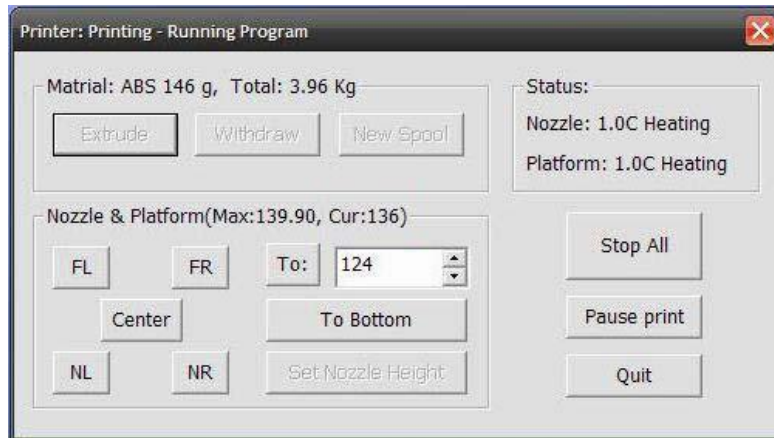 Printer: Printing - Running Program
Matrial: ABS 146 g, Total: 3.96 Kg
Extrude
Withdraw
New Spool
Status:
Nozzle: 1.0C Heating
Platform: 1.0C Heating
Nozzle & Platform(Max:139.90, Cur:136)
FL
FR
To:
124
Center
To Bottom
NL
NR
Set Nozzle Height
Stop All
Pause print
Quit